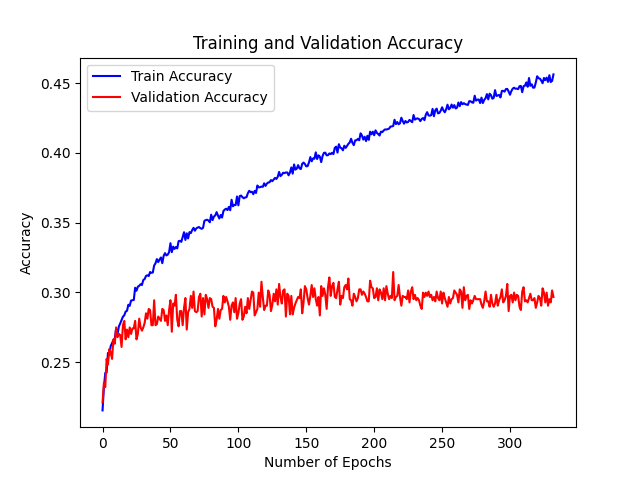 Training and Validation Accuracy
Train Accuracy
Validation Accuracy
Accuracy
0.45
0.40
0.35
0.30
0.25
0 50 100 150 200 250 300
Number of Epochs